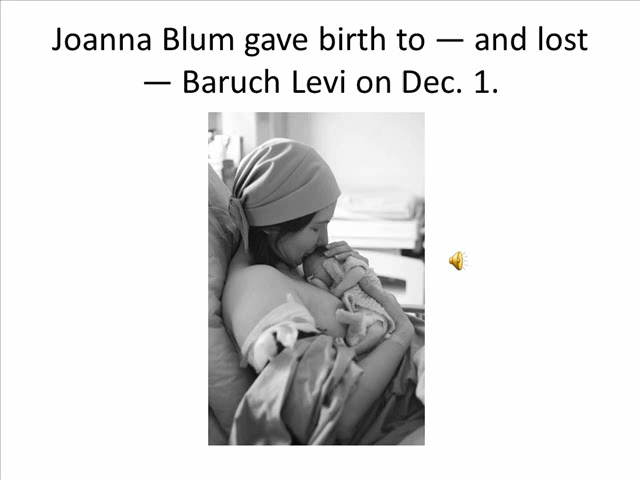 Joanna Blum gave birth to — and lost
— Baruch Levi on Dec. 1.